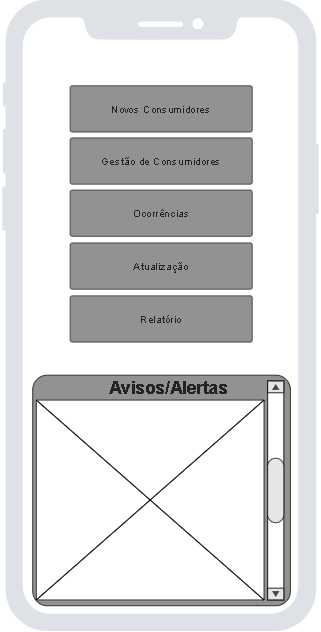 Novos Consumidores
Gestão de Consumidores
Ocorrências
Atualização
Relatório
Avisos/Alertas